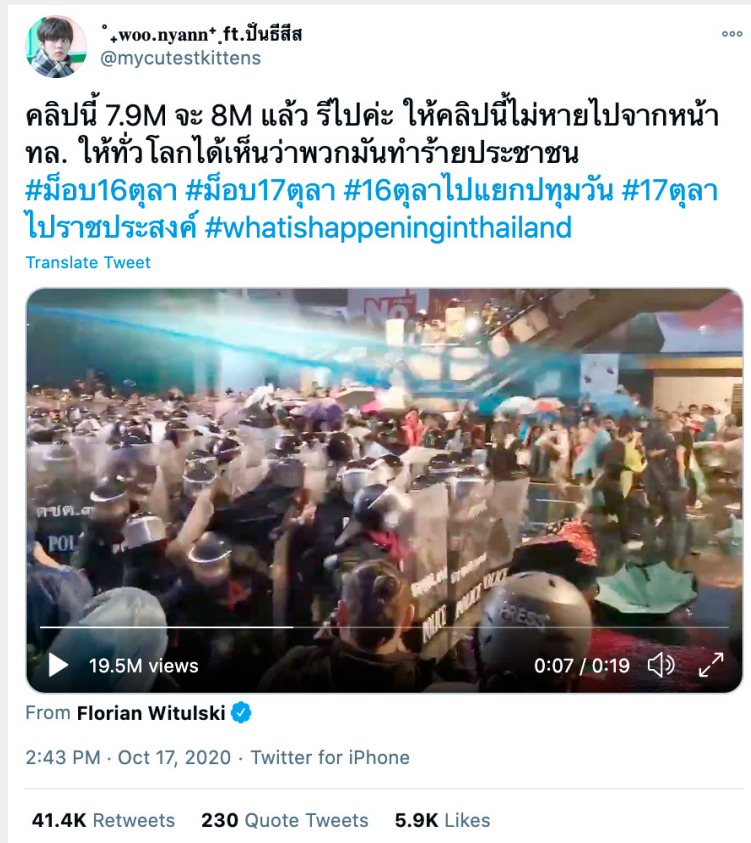 ˚₊woo.nyann⁺˳ft.ปั่นธีสีส
@mycutestkittens
คลิปนี้ 7.9M จะ 8M แล้ว รีไปค่ะ ให้คลิปนี้ไม่หายไปจากหน้า
ทล. ให้ทั่วโลกได้เห็นว่าพวกมันทำร้ายประชาชน
#ม็อบ16ตุลา #ม็อบ17ตุลา #16ตุลาไปแยกปทุมวัน #17ตุลา
ไปราชประสงค์ #whatishappeninginthailand
Translate Tweet
No
ตชด.
POL
POLICE
POLICE
PRESS
19.5M views
0:07 / 0:19
From Florian Witulski
2:43 PM · Oct 17, 2020 · Twitter for iPhone
41.4K Retweets 230 Quote Tweets 5.9K Likes